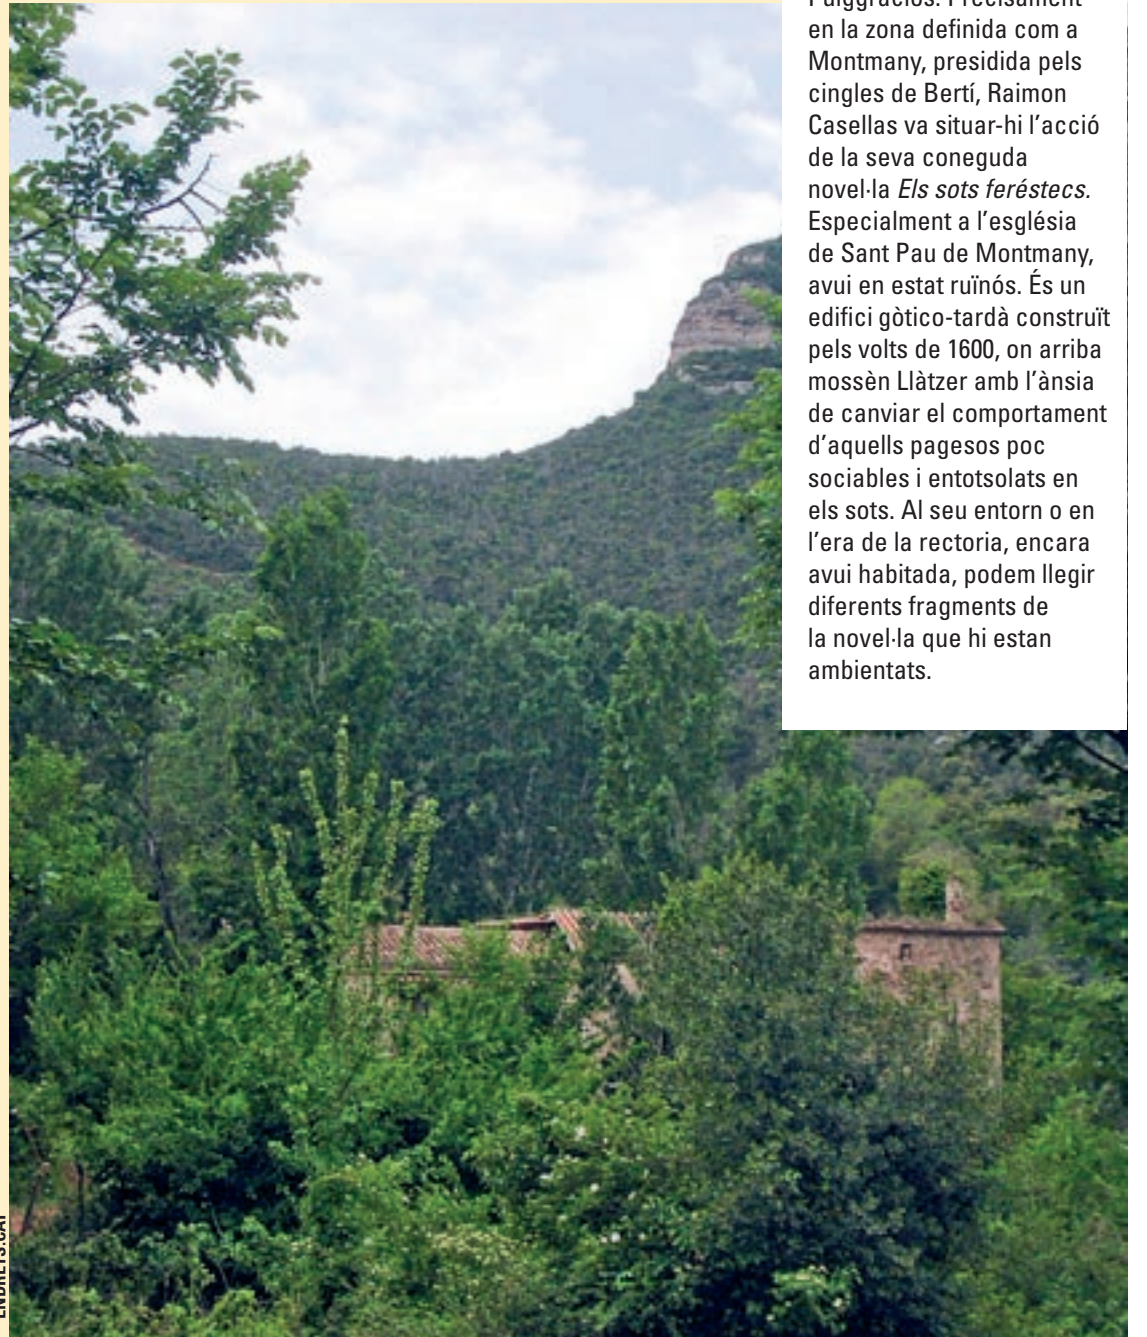 Puiggraciós. Precisament
en la zona definida com a
Montmany, presidida pels
cingles de Bertí, Raimon
Casellas va situar-hi l’acció
de la seva coneguda
novel·la Els sots feréstecs.
Especialment a l’església
de Sant Pau de Montmany,
avui en estat ruïnós. És un
edifici gòtico-tardà construït
pels volts de 1600, on arriba
mossèn Llàtzer amb l’ànsia
de canviar el comportament
d’aquells pagesos poc
sociables i entotsolats en
els sots. Al seu entorn o en
l’era de la rectoria, encara
avui habitada, podem llegir
diferents fragments de
la novel·la que hi estan
ambientats.
ENDRETS.CAT